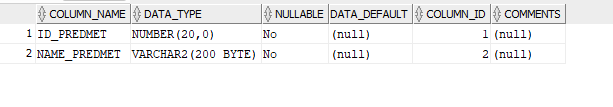 COLUMN_NAME DATA_TYPE NULLABLE DATA_DEFAULT COLUMN_ID COMMENTS
1 ID_PREDMET NUMBER(20,0) No (null) 1 (null)
2 NAME_PREDMET VARCHAR2(200 BYTE) No (null) 2 (null)